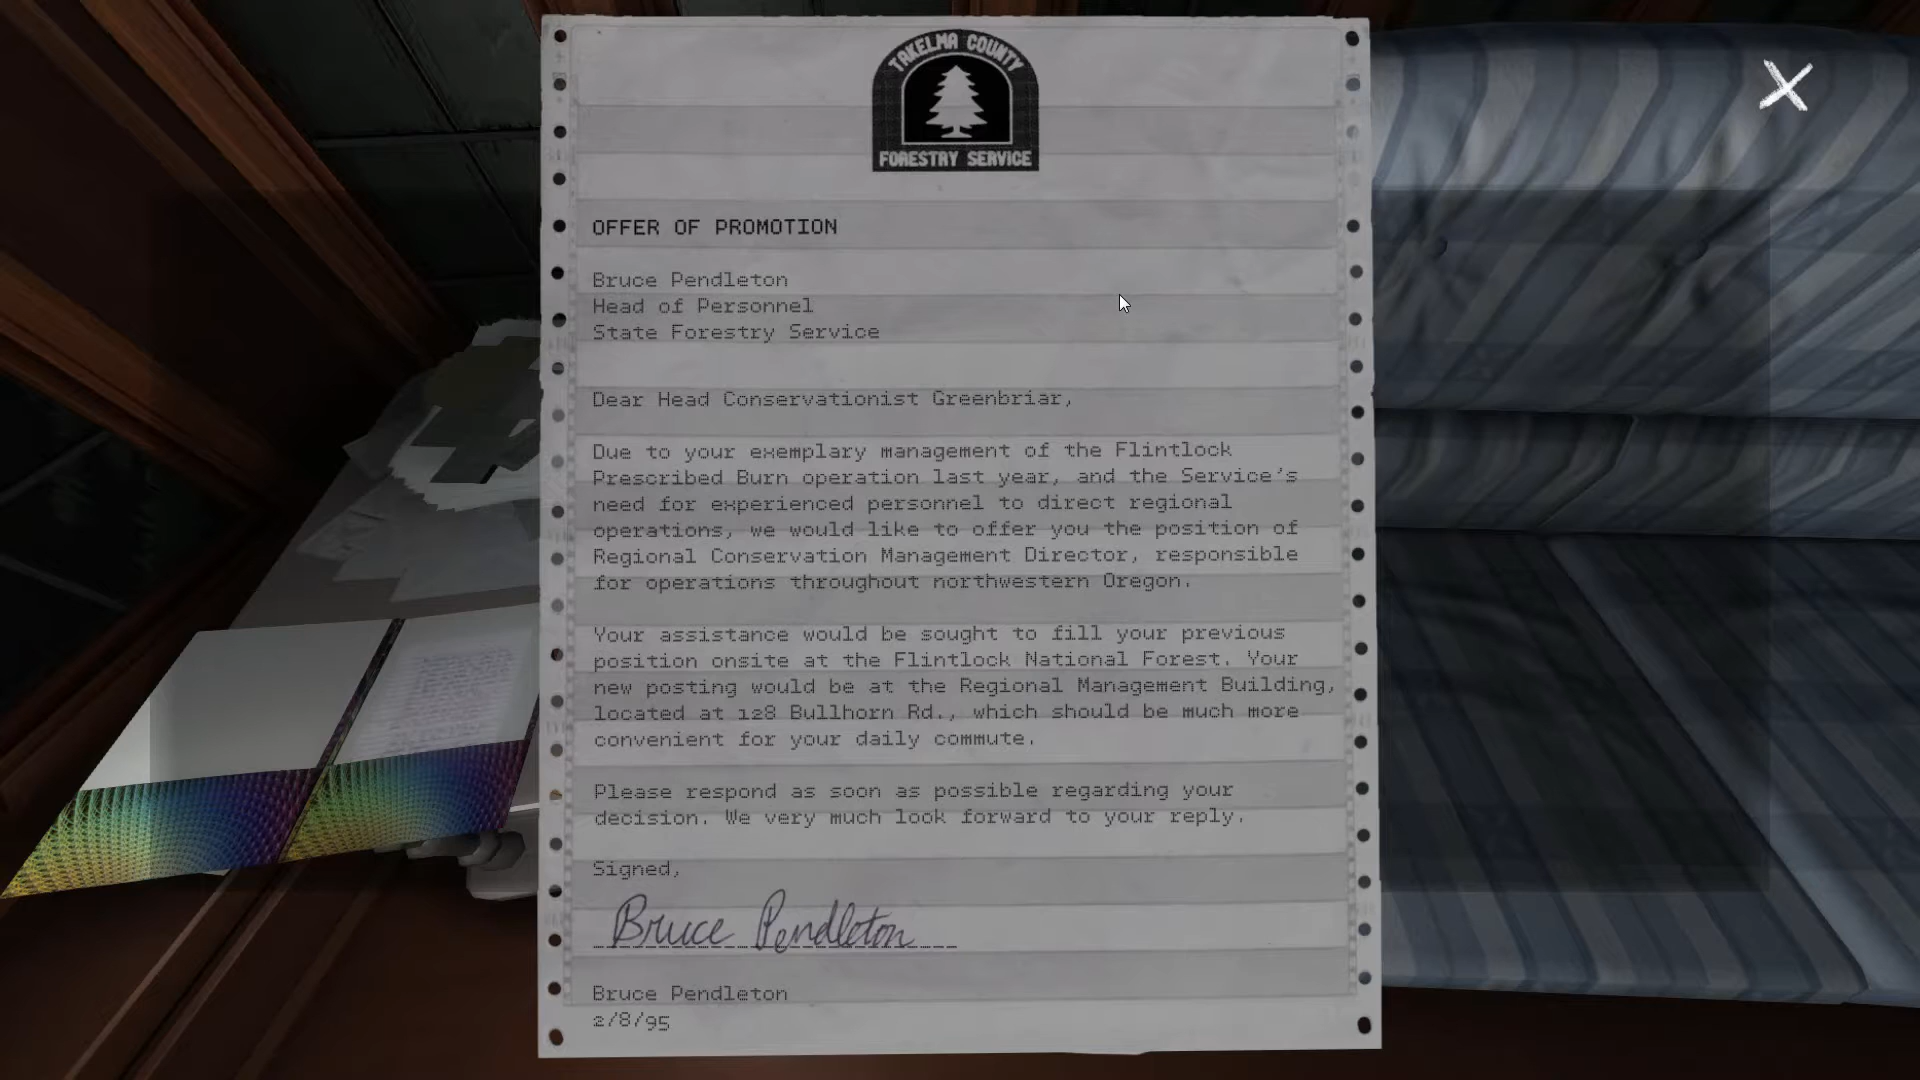 TAKELMA COUNTY
FORESTRY SERVICE
OFFER OF PROMOTION
Bruce Pendleton
Head of Personnel
State Forestry Service
Dear Head Conservationist Greenbriar,
Due to your exemplary management of the Flintlock
Prescribed Burn operation last year, and the Service's
need for experienced personnel to direct regional
operations, we would like to offer you the position of
Regional Conservation Management Director, responsible
for operations throughout northwestern Oregon.
Your assistance would be sought to fill your previous
position onsite at the Flintlock National Forest. Your
new posting would be at the Regional Management Building,
located at 128 Bullhorn Rd., which should be much more
convenient for your daily commute.
Please respond as soon as possible regarding your
decision. We very much look forward to your reply.
Signed,
Bruce Pendleton
Bruce Pendleton
2/8/95